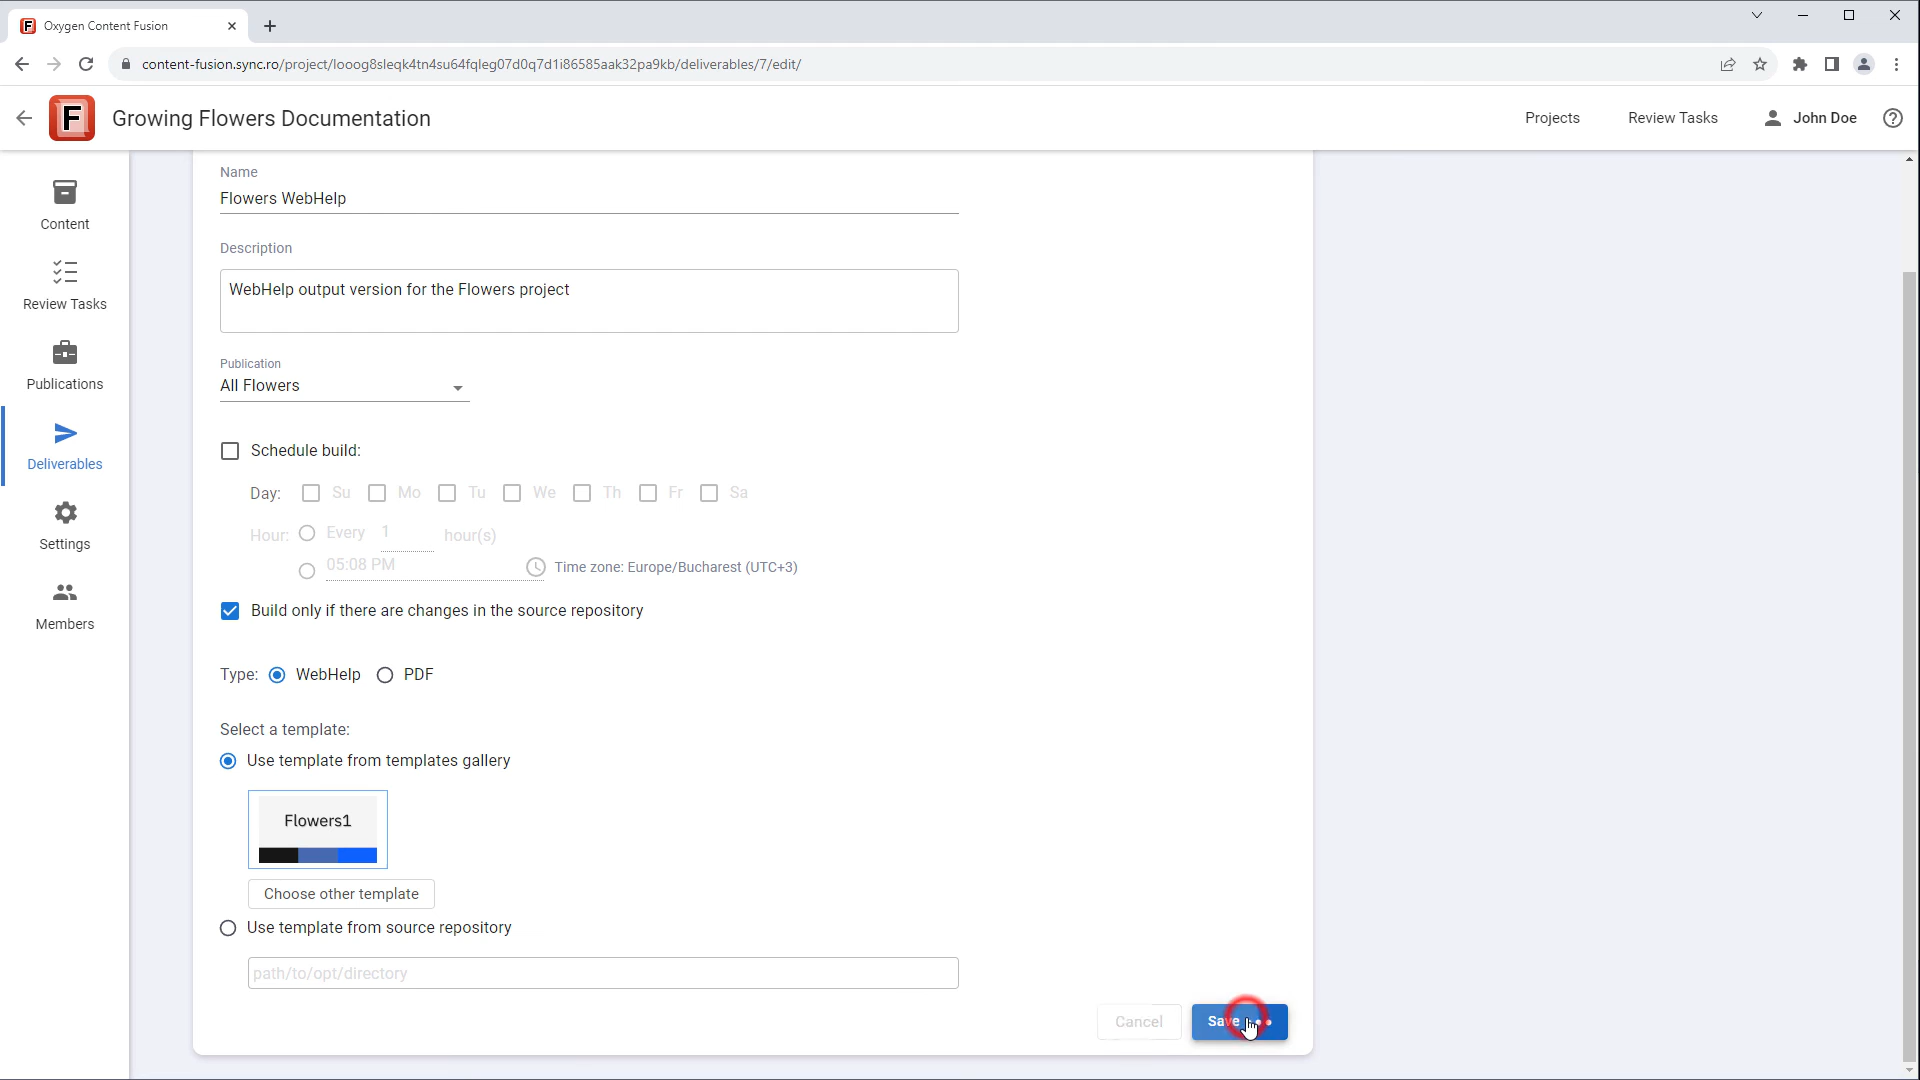 F Oxygen Content Fusion
content-fusion.sync.ro/project/looog8sleqk4tn4su64fqleg07d0q7d1i86585aak32pa9kb/deliverables/7/edit/
F Growing Flowers Documentation
Projects
Review Tasks
John Doe
Content
Review Tasks
Publications
Deliverables
Settings
Members
Name
Flowers WebHelp
Description
WebHelp output version for the Flowers project
Publication
All Flowers
Schedule build:
Day: Su Mo Tu We Th Fr Sa
Hour: Every 1 hour(s)
05:08 PM Time zone: Europe/Bucharest (UTC+3)
Build only if there are changes in the source repository
Type: WebHelp PDF
Select a template:
Use template from templates gallery
Flowers1
Choose other template
Use template from source repository
path/to/opt/directory
Cancel Save